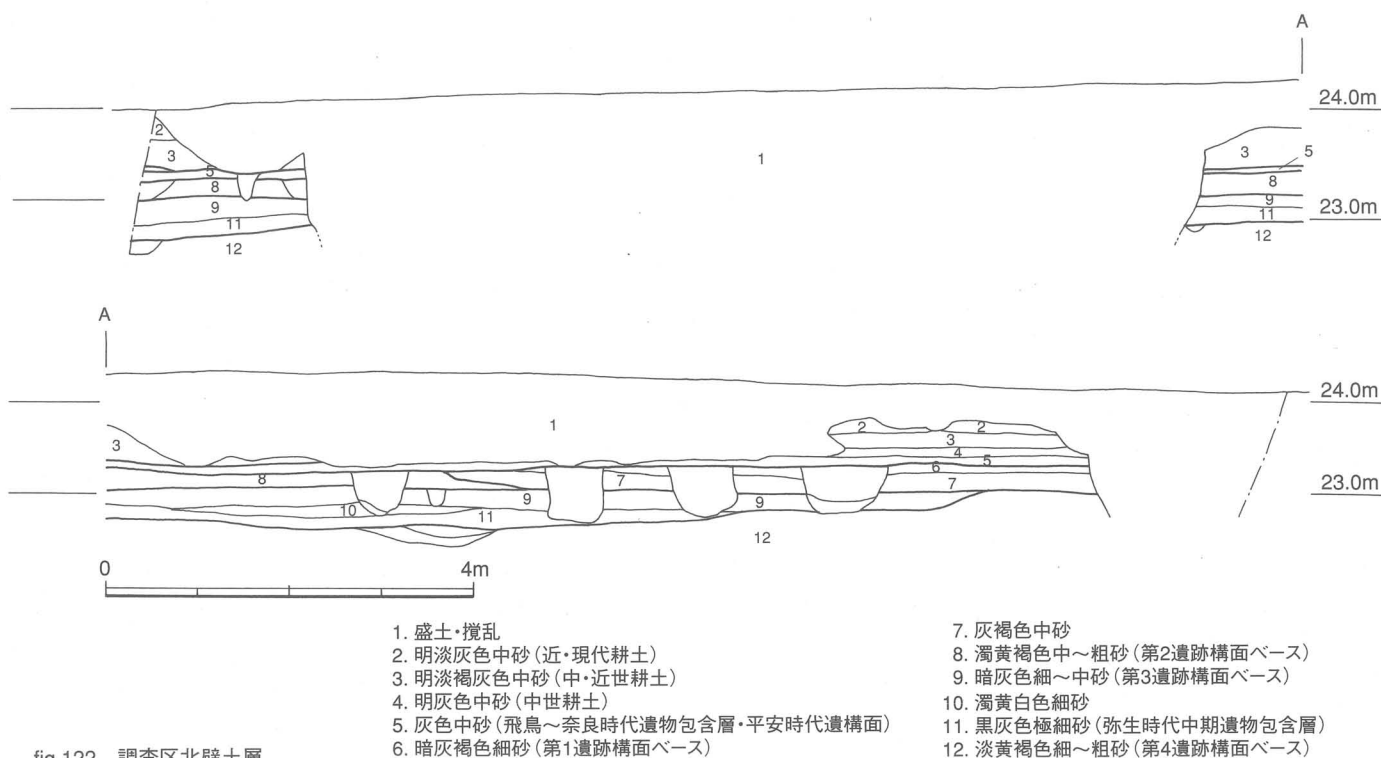 A
24.0m
2
3
5
1
3
5
8
8
9
9
23.0m
11
11
12
12
A
24.0m
1
2
2
3
3
4
5
6
8
7
7
23.0m
9
9
10
11
12
0
4m
1. 盛土・攪乱
2. 明淡灰色中砂（近・現代耕土）
3. 明淡褐灰色中砂（中・近世耕土）
4. 明灰色中砂（中世耕土）
5. 灰色中砂（飛鳥～奈良時代遺物包含層・平安時代遺構面）
6. 暗灰褐色細砂（第1遺跡構面ベース）
7. 灰褐色中砂
8. 濁黄褐色中～粗砂（第2遺跡構面ベース）
9. 暗灰色細～中砂（第3遺跡構面ベース）
10. 濁黄白色細砂
11. 黒灰色極細砂（弥生時代中期遺物包含層）
12. 淡黄褐色細～粗砂（第4遺跡構面ベース）
fig.122 調査区北壁土層